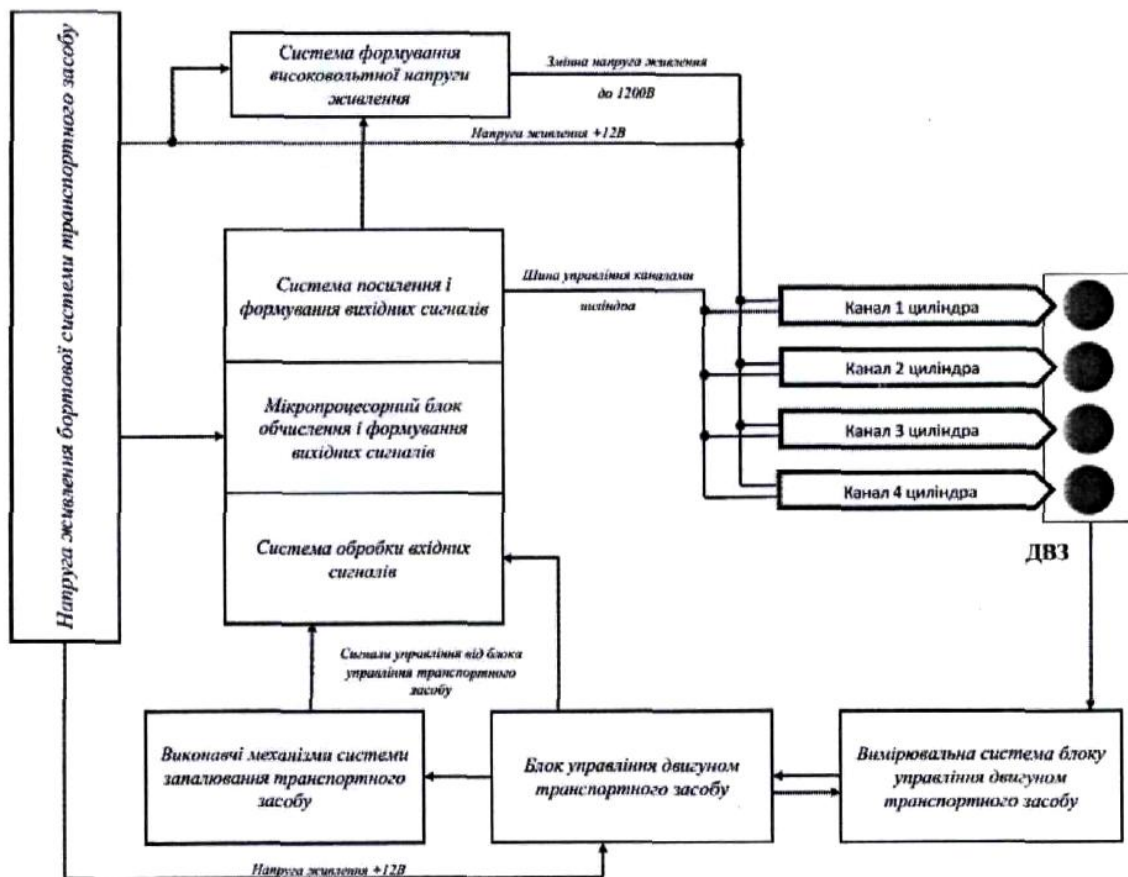 Напруга живлення бортової системи транспортного засобу
Система формування
високовольтної напруги
живлення
Змінна напруга живлення
до 1200В
Напруга живлення +12В
Система посилення і
формування вихідних сигналів
Шина управління каналами
циліндра
Мікропроцесорний блок
обчислення і формування
вихідних сигналів
Система обробки вхідних
сигналів
Канал 1 циліндра
Канал 2 циліндра
Канал 3 циліндра
Канал 4 циліндра
ДВЗ
Сигнали управління від блока
управління транспортного
засобу
Виконавчі механізми системи
запалювання транспортного
засобу
Блок управління двигуном
транспортного засобу
Вимірювальна система блоку
управління двигуном
транспортного засобу
Напруга живлення +12В